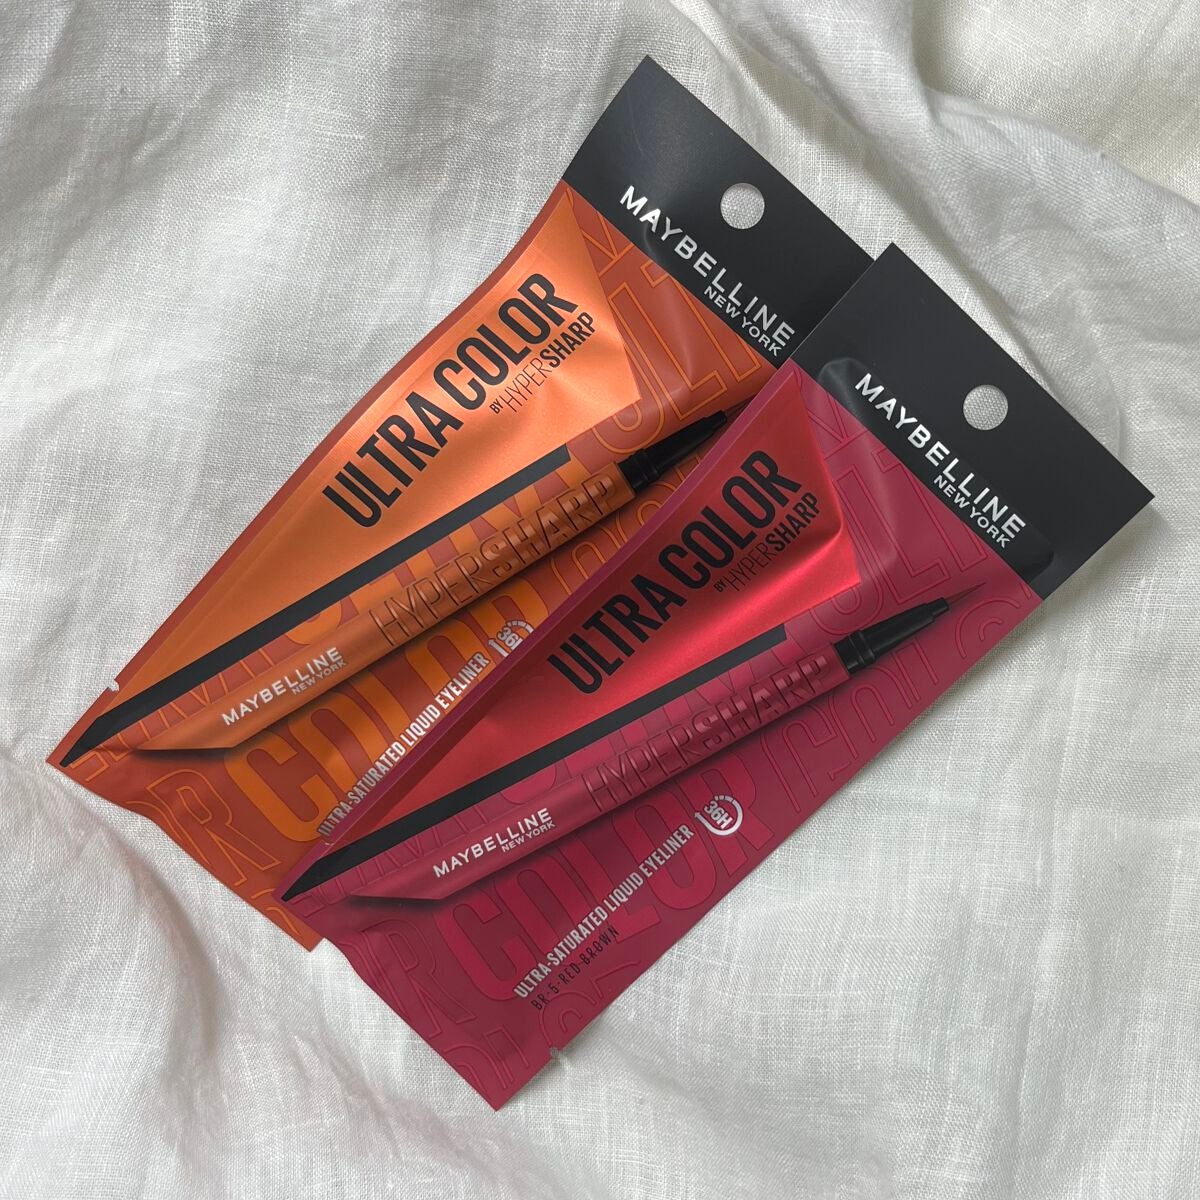 MAYBELLINE
NEW YORK
ULTRA COLOR
BY HYPERSHARP
HYPERSHARP
MAYBELLINE
NEW YORK
COLOR
ULTRA-SATURATED LIQUID EYELINER
36H
MAYBELLINE
NEW YORK
ULTRA COLOR
BY HYPERSHARP
HYPERSHARP
MAYBELLINE
NEW YORK
COLOR
ULTRA-SATURATED LIQUID EYELINER
36H
BR-5-RED-BROWN